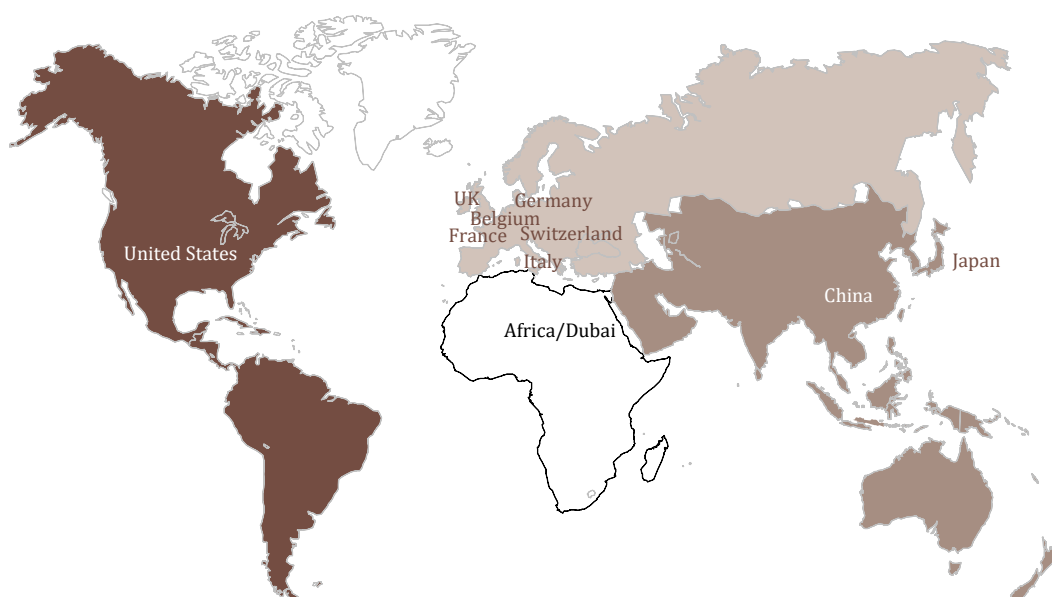 UK
Germany
Belgium
France
Switzerland
United States
Italy
Japan
China
Africa/Dubai